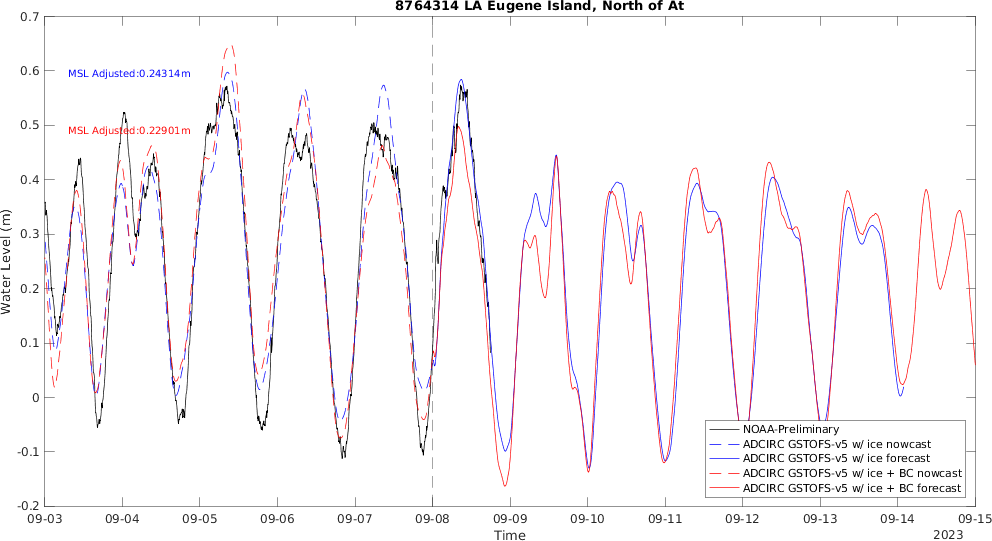 8764314 LA Eugene Island, North of At
Water Level (m)
0.7
0.6
0.5
0.4
0.3
0.2
0.1
0
-0.1
-0.2
MSL Adjusted:0.24314m
MSL Adjusted:0.22901m
NOAA-Preliminary
ADCIRC GSTOFS-v5 w/ ice nowcast
ADCIRC GSTOFS-v5 w/ ice forecast
ADCIRC GSTOFS-v5 w/ ice + BC nowcast
ADCIRC GSTOFS-v5 w/ ice + BC forecast
09-03 09-04 09-05 09-06 09-07 09-08 09-09 09-10 09-11 09-12 09-13 09-14 09-15
Time
2023